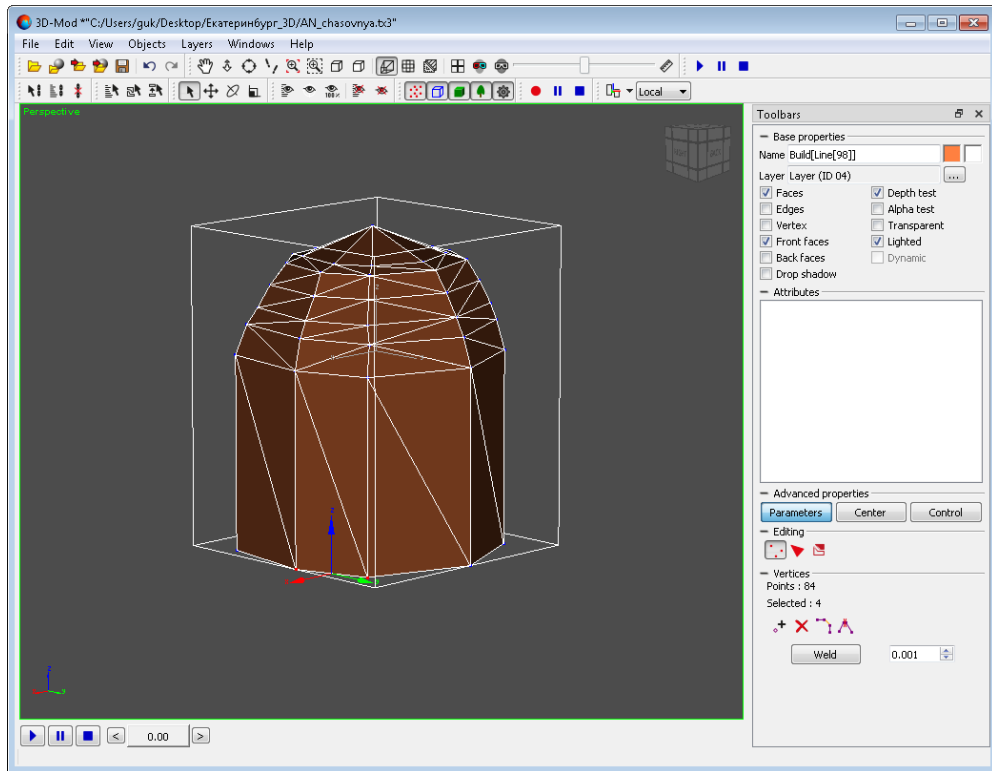 3D-Mod *"C:/Users/guk/Desktop/Екатеринбург_3D/AN_chasovnya.tx3"
File Edit View Objects Layers Windows Help
100%
Local
Perspective
Toolbars
Base properties
Name Build[Line[98]]
Layer Layer (ID 04) ...
Faces Depth test
Edges Alpha test
Vertex Transparent
Front faces Lighted
Back faces Dynamic
Drop shadow
Attributes
Advanced properties
Parameters Center Control
Editing
Vertices
Points : 84
Selected : 4
Weld 0.001
z
z
y
< 0.00 >